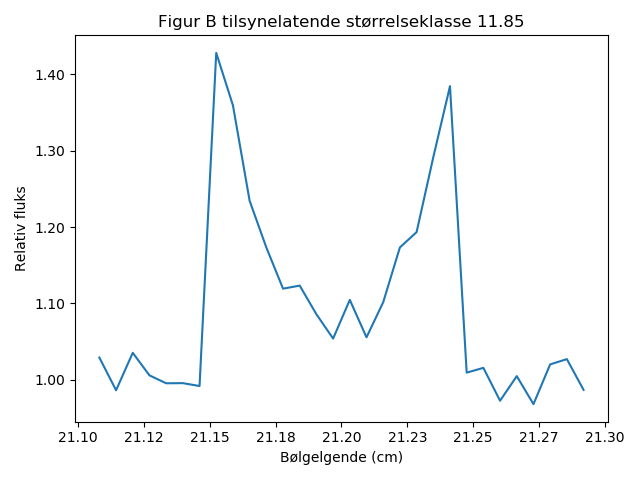 Figur B tilsynelatende størrelseklasse 11.85
Relativ fluks
1.40
1.30
1.20
1.10
1.00
21.10 21.12 21.15 21.18 21.20 21.23 21.25 21.27 21.30
Bølgelgende (cm)